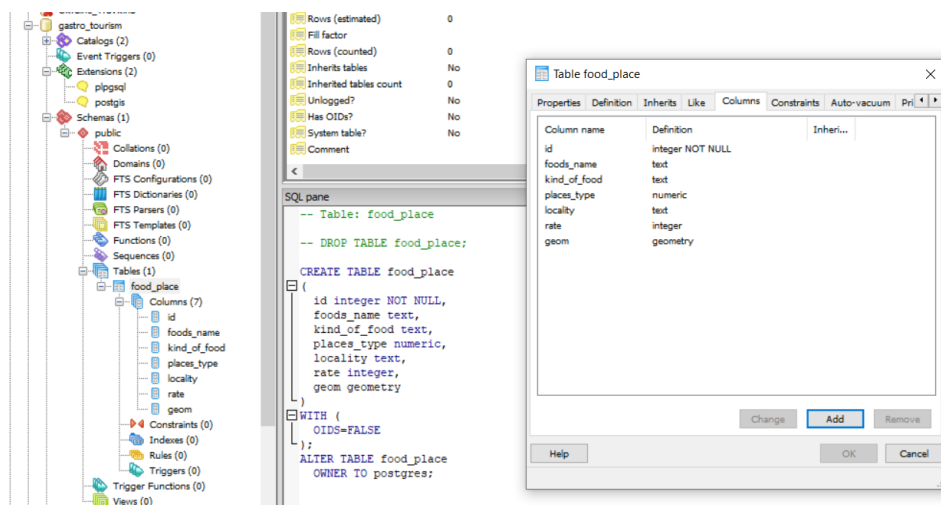 gastro_tourism
Catalogs (2)
Event Triggers (0)
Extensions (2)
plpgsql
postgis
Schemas (1)
public
Collations (0)
Domains (0)
FTS Configurations (0)
FTS Dictionaries (0)
FTS Parsers (0)
FTS Templates (0)
Functions (0)
Sequences (0)
Tables (1)
food_place
Columns (7)
id
foods_name
kind_of_food
places_type
locality
rate
geom
Constraints (0)
Indexes (0)
Rules (0)
Triggers (0)
Trigger Functions (0)
Views (0)
Rows (estimated) 0
Fill factor
Rows (counted) 0
Inherits tables No
Inherited tables count 0
Unlogged? No
Has OIDs? No
System table? No
Comment
SQL pane
-- Table: food_place
-- DROP TABLE food_place;
CREATE TABLE food_place
(
id integer NOT NULL,
foods_name text,
kind_of_food text,
places_type numeric,
locality text,
rate integer,
geom geometry
)
WITH (
OIDS=FALSE
);
ALTER TABLE food_place
OWNER TO postgres;
Table food_place
Properties Definition Inherits Like Columns Constraints Auto-vacuum Pri
Column name Definition Inheri...
id integer NOT NULL
foods_name text
kind_of_food text
places_type numeric
locality text
rate integer
geom geometry
Change Add Remove
Help OK Cancel